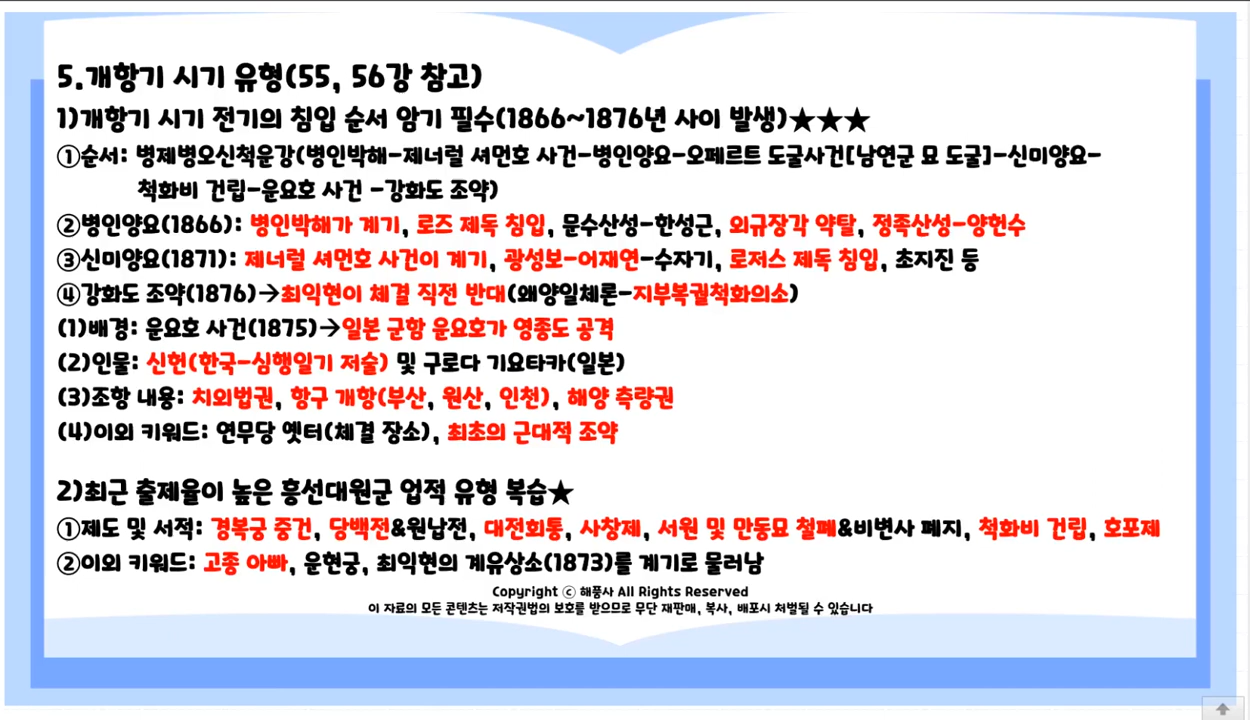 5.개항기 시기 유형(55, 56강 참고)
1)개항기 시기 전기의 침입 순서 암기 필수(1866~1876년 사이 발생)★★★
①순서: 병제병오신척운강(병인박해-제너럴 셔먼호 사건-병인양요-오페르트 도굴사건[남연군 묘 도굴]-신미양요-
척화비 건립-운요호 사건 -강화도 조약)
②병인양요(1866): 병인박해가 계기, 로즈 제독 침입, 문수산성-한성근, 외규장각 약탈, 정족산성-양헌수
③신미양요(1871): 제너럴 셔먼호 사건이 계기, 광성보-어재연-수자기, 로저스 제독 침입, 초지진 등
④강화도 조약(1876)→최익현이 체결 직전 반대(왜양일체론-지부복궐척화의소)
(1)배경: 운요호 사건(1875)→일본 군함 운요호가 영종도 공격
(2)인물: 신헌(한국-심행일기 저술) 및 구로다 기요타카(일본)
(3)조항 내용: 치외법권, 항구 개항(부산, 원산, 인천), 해양 측량권
(4)이외 키워드: 연무당 옛터(체결 장소), 최초의 근대적 조약
2)최근 출제율이 높은 흥선대원군 업적 유형 복습★
①제도 및 서적: 경복궁 중건, 당백전&원납전, 대전회통, 사창제, 서원 및 만동묘 철폐&비변사 폐지, 척화비 건립, 호포제
②이외 키워드: 고종 아빠, 운현궁, 최익현의 계유상소(1873)를 계기로 물러남
Copyright ⓒ 해품사 All Rights Reserved
이 자료의 모든 콘텐츠는 저작권법의 보호를 받으므로 무단 재판매, 복사, 배포시 처벌될 수 있습니다